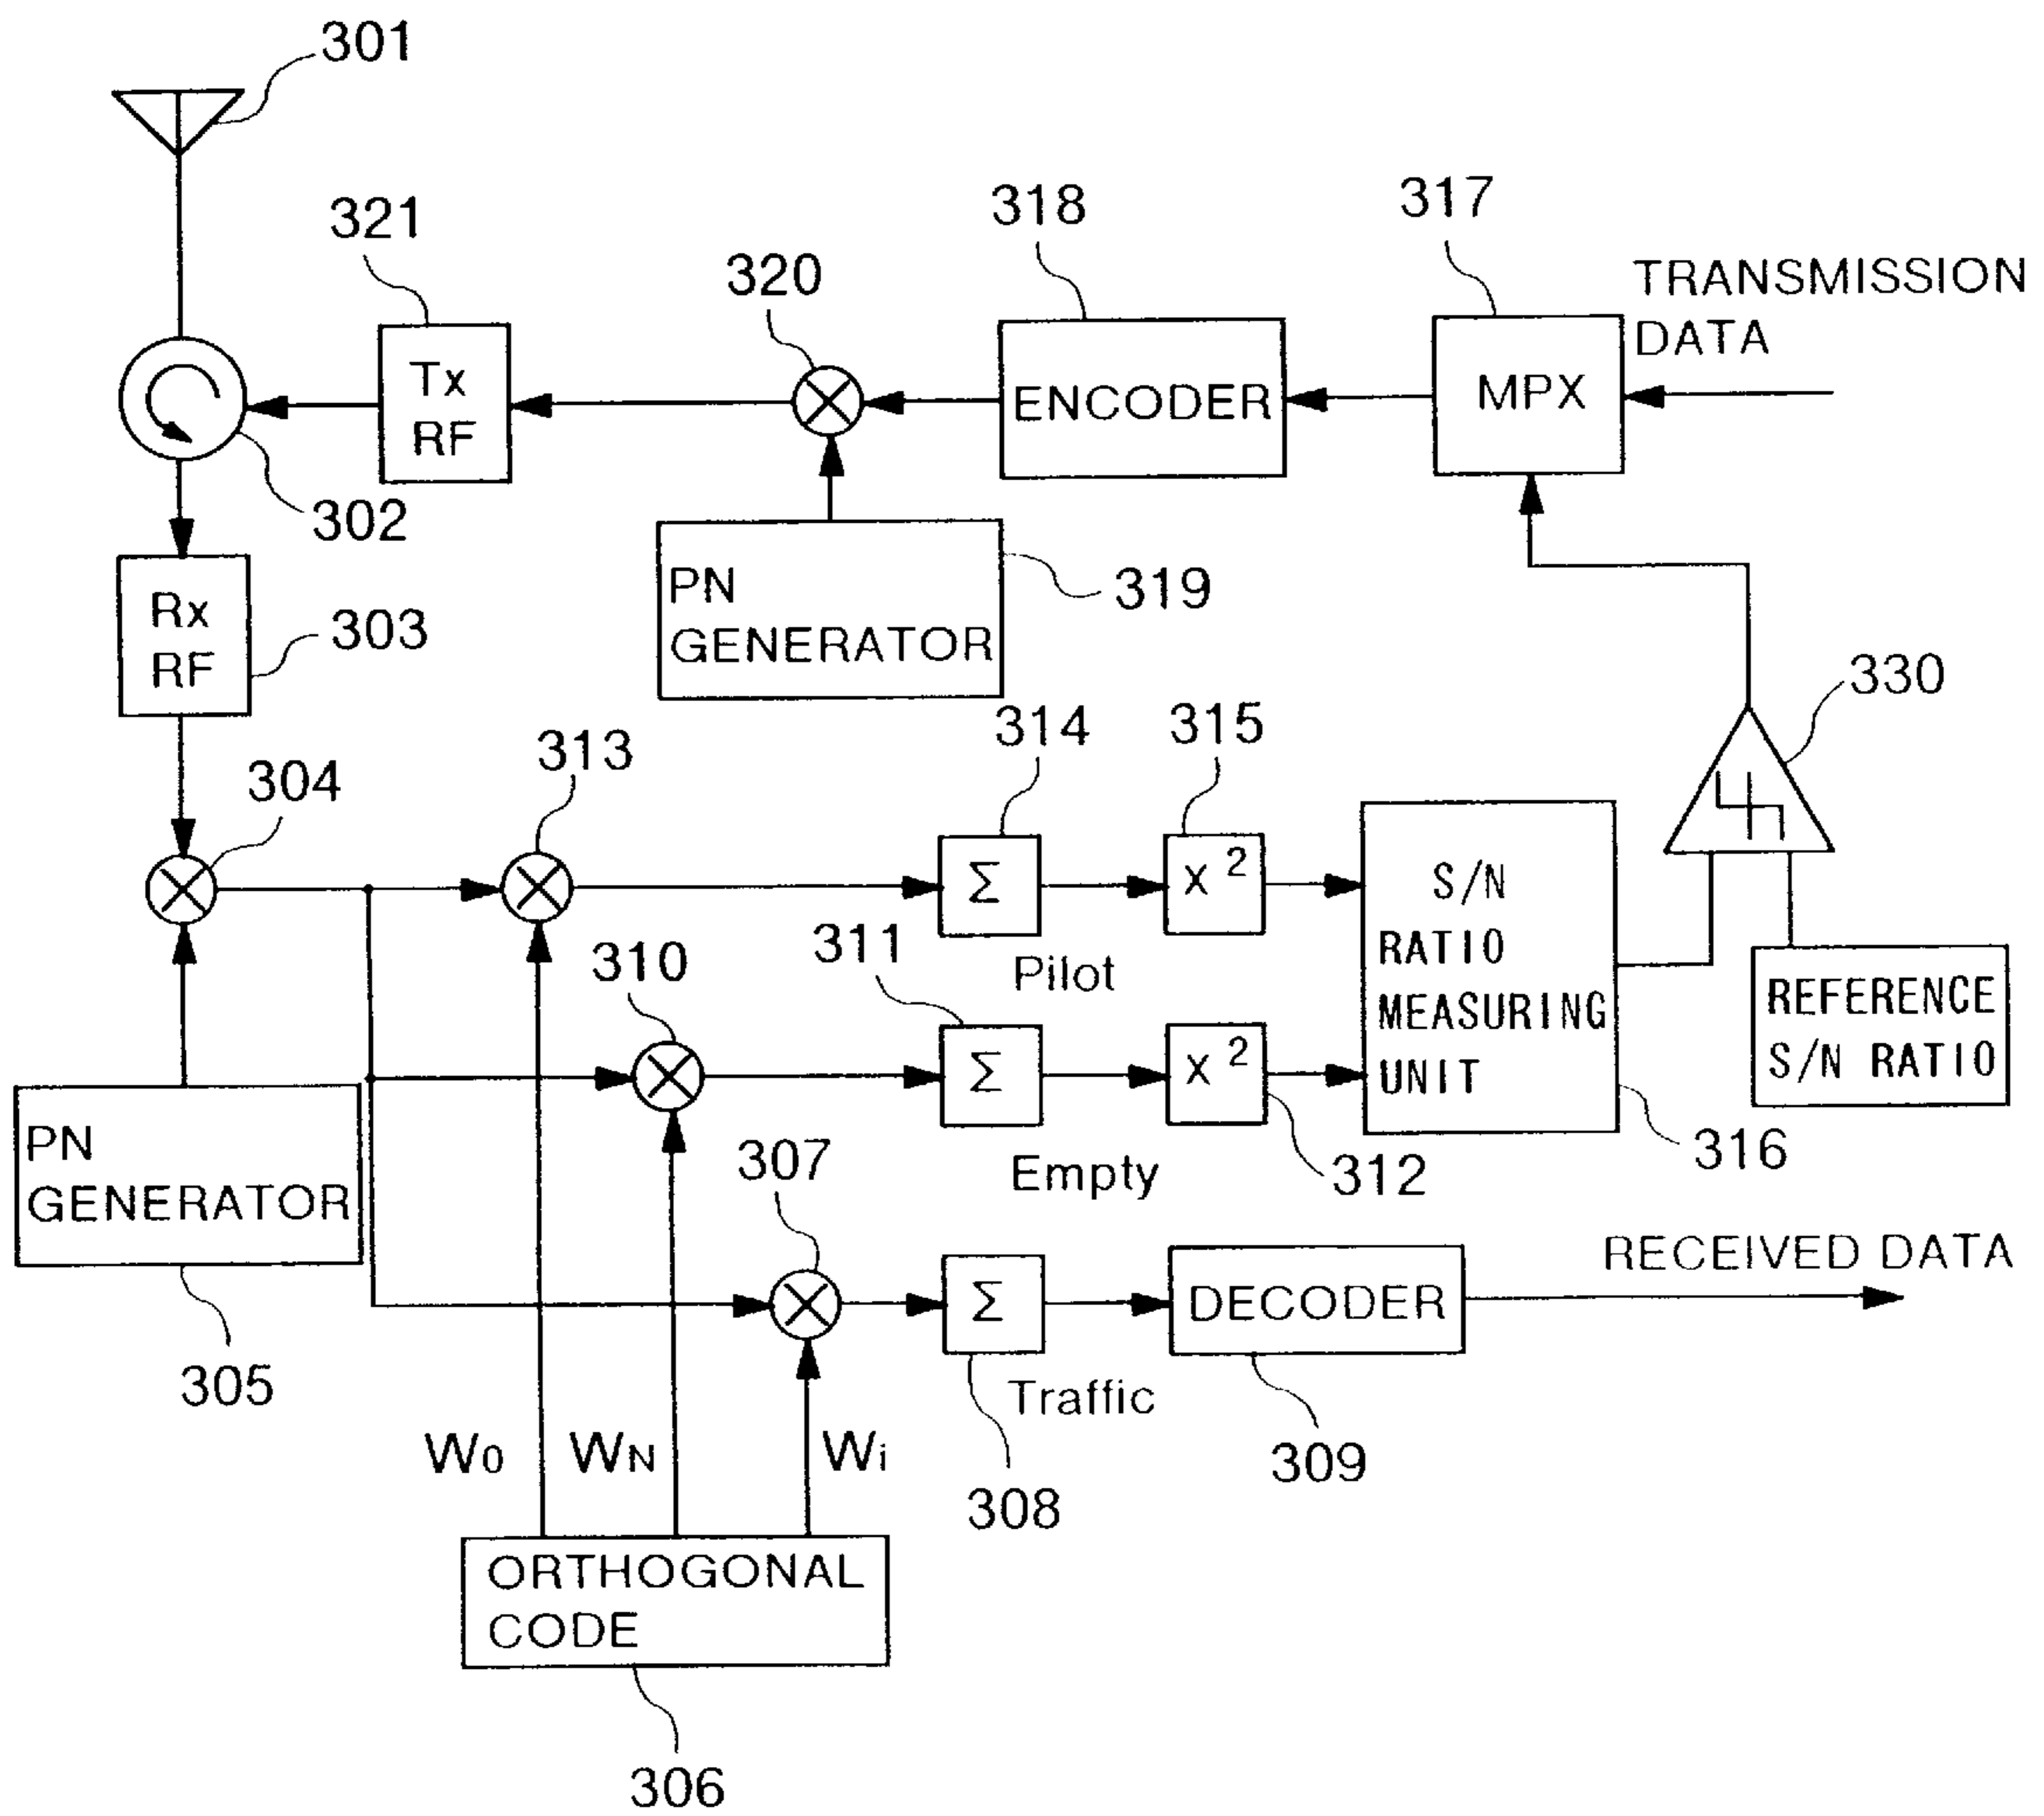 301
321
320
318
317
TRANSMISSION
DATA
Tx
RF
ENCODER
MPX
302
PN
GENERATOR
319
Rx
RF
303
330
304
313
314
315
Σ
X 2
Pilot
S/N
RATIO
MEASURING
UNIT
REFERENCE
S/N RATIO
310
311
Σ
X 2
Empty
312
316
PN
GENERATOR
305
307
Σ
DECODER
RECEIVED DATA
Traffic
308
309
W0
WN
Wi
ORTHOGONAL
CODE
306